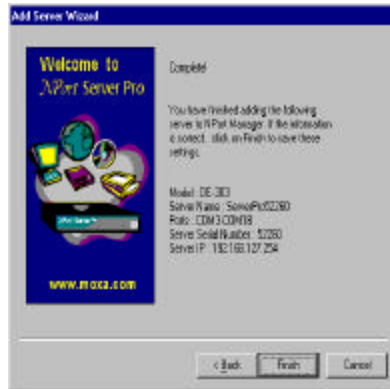 Add Server Wizard
Welcome to
NPort Server Pro
www.moxa.com
Complete!
You have finished adding the following
server to NPort Manager. If the information
is correct, click on Finish to save these
settings.
Model : DE-303
Server Name :
Ports : COM3-COM18
Server Serial Number : 52260
Server IP : 192.168.127.254
< Back
Finish
Cancel